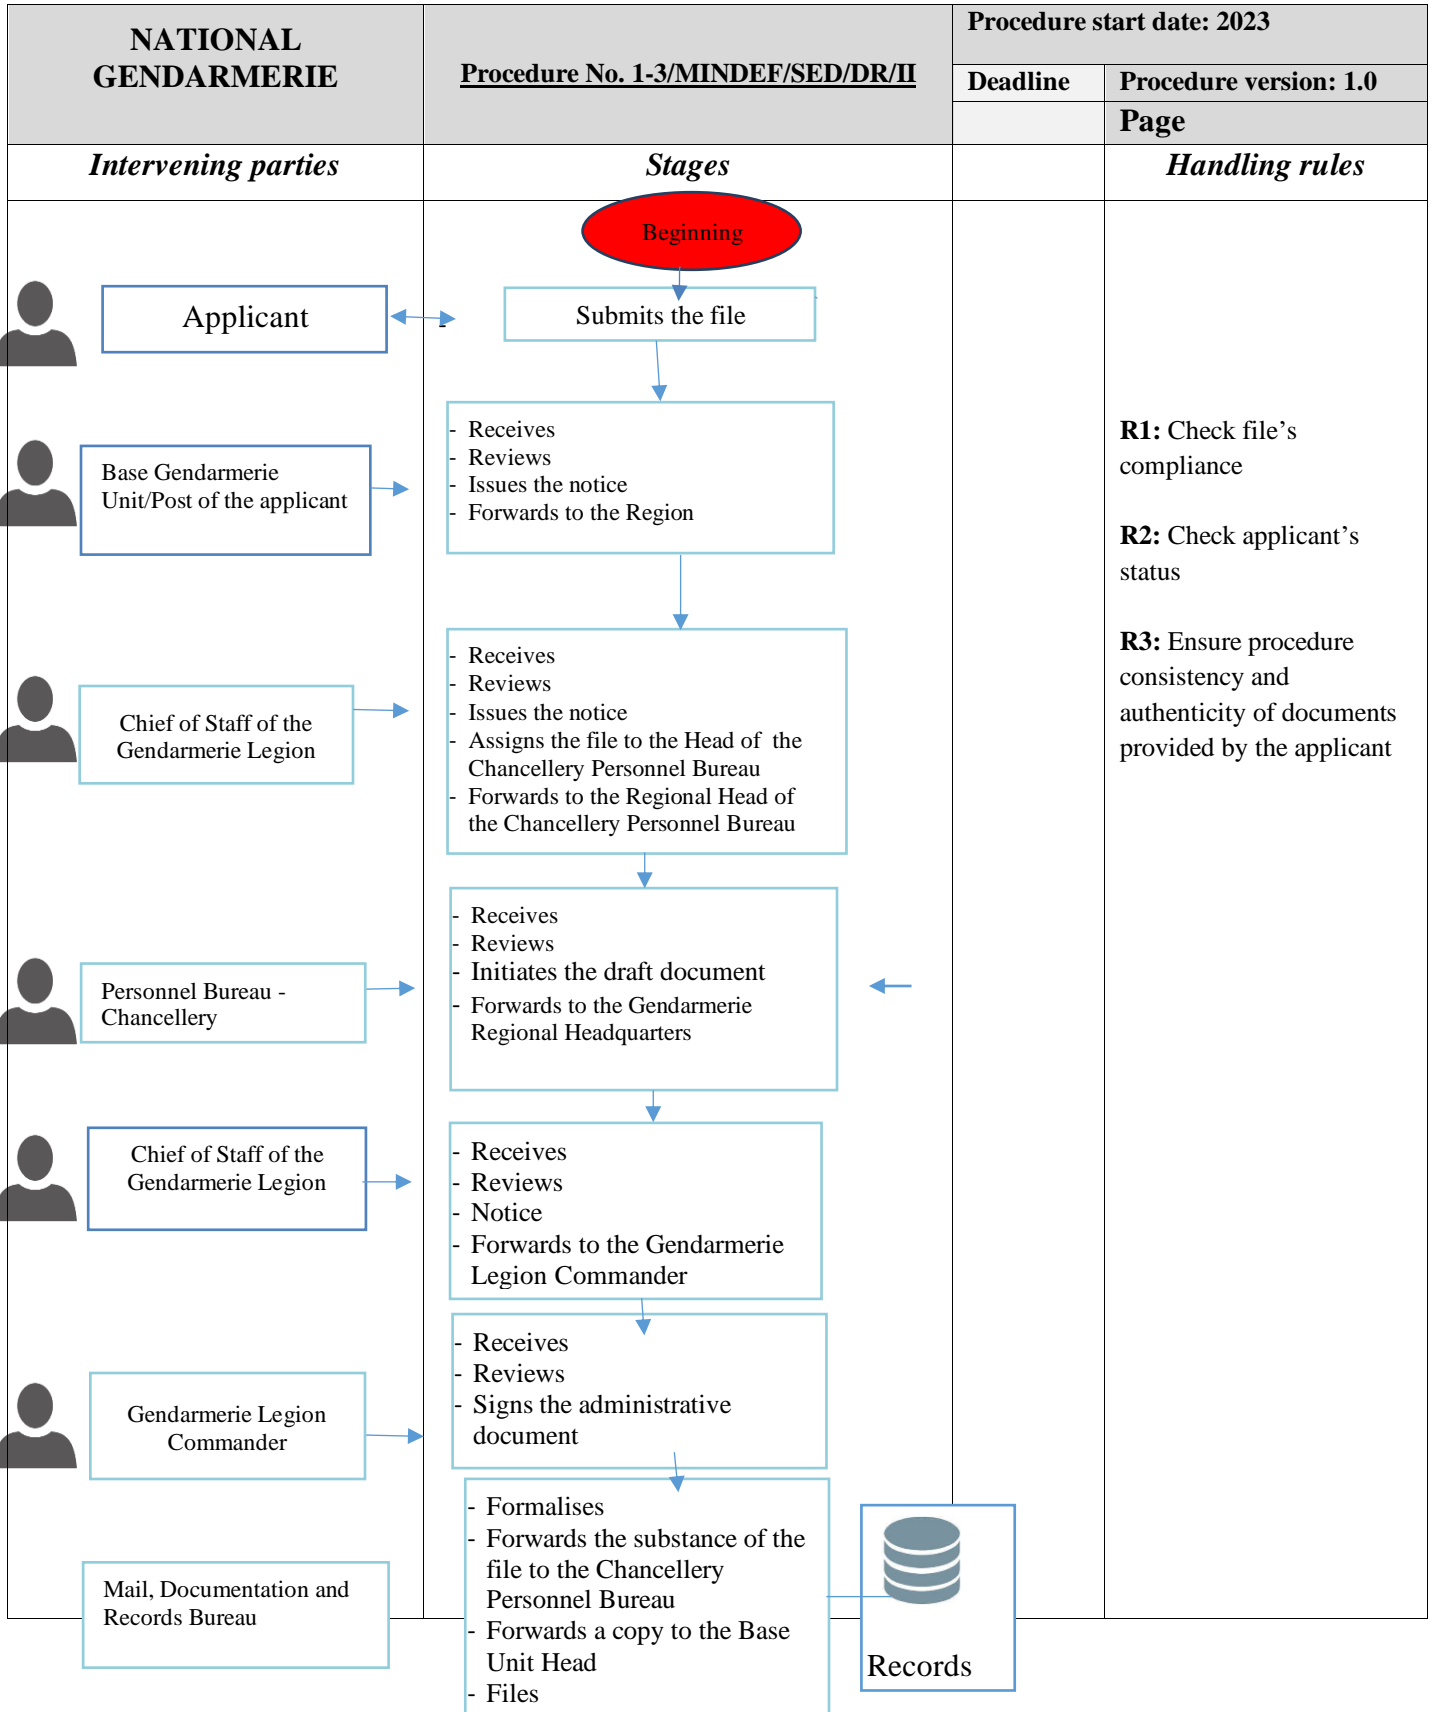 NATIONAL
GENDARMERIE
Procedure No. 1-3/MINDEF/SED/DR/II
Procedure start date: 2023
Deadline
Procedure version: 1.0
Page
Intervening parties
Stages
Handling rules
Beginning
Applicant
-
Submits the file
Base Gendarmerie
Unit/Post of the applicant
- Receives
- Reviews
- Issues the notice
- Forwards to the Region
R1: Check file’s
compliance
R2: Check applicant’s
status
R3: Ensure procedure
consistency and
authenticity of documents
provided by the applicant
Chief of Staff of the
Gendarmerie Legion
- Receives
- Reviews
- Issues the notice
- Assigns the file to the Head of the
Chancellery Personnel Bureau
- Forwards to the Regional Head of
the Chancellery Personnel Bureau
Personnel Bureau -
Chancellery
- Receives
- Reviews
- Initiates the draft document
- Forwards to the Gendarmerie
Regional Headquarters
Chief of Staff of the
Gendarmerie Legion
- Receives
- Reviews
- Notice
- Forwards to the Gendarmerie
Legion Commander
Gendarmerie Legion
Commander
- Receives
- Reviews
- Signs the administrative
document
Mail, Documentation and
Records Bureau
- Formalises
- Forwards the substance of the
file to the Chancellery
Personnel Bureau
- Forwards a copy to the Base
Unit Head
- Files
Records